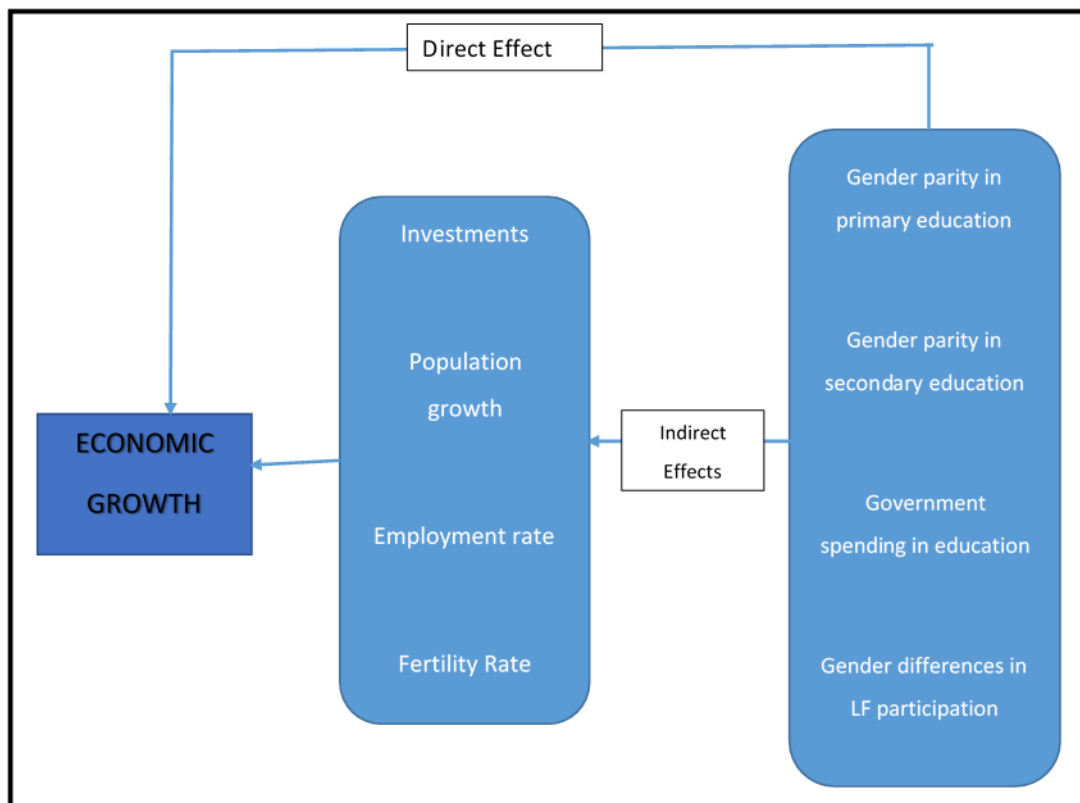 Direct Effect
Gender parity in
primary education
Gender parity in
secondary education
Government
spending in education
Gender differences in
LF participation
Indirect
Effects
Investments
Population
growth
Employment rate
Fertility Rate
ECONOMIC
GROWTH